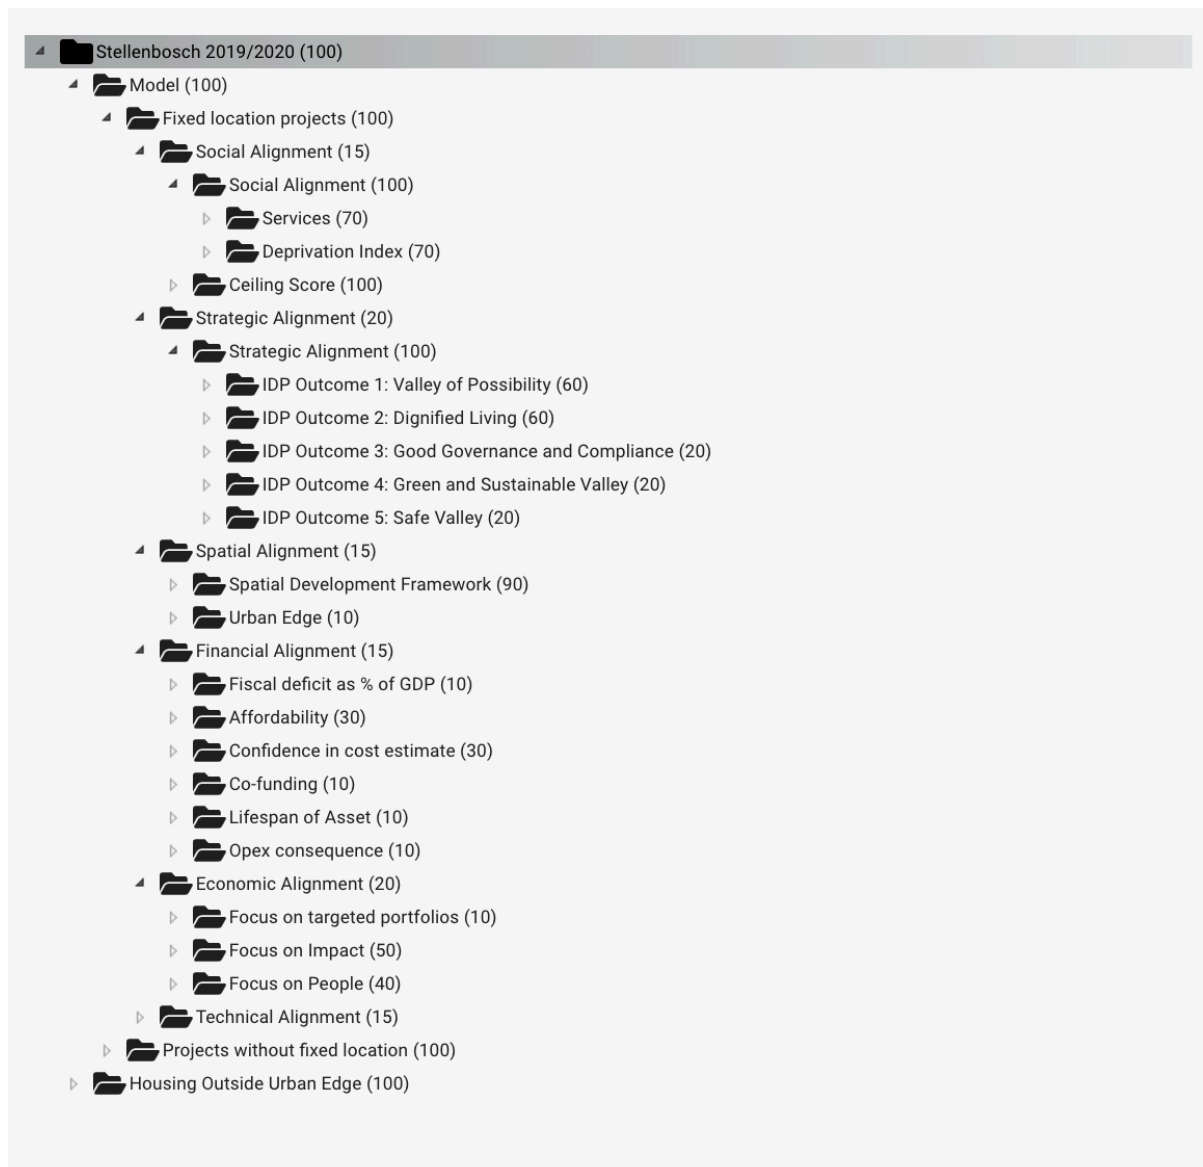 Stellenbosch 2019/2020 (100)
Model (100)
Fixed location projects (100)
Social Alignment (15)
Social Alignment (100)
Services (70)
Deprivation Index (70)
Ceiling Score (100)
Strategic Alignment (20)
Strategic Alignment (100)
IDP Outcome 1: Valley of Possibility (60)
IDP Outcome 2: Dignified Living (60)
IDP Outcome 3: Good Governance and Compliance (20)
IDP Outcome 4: Green and Sustainable Valley (20)
IDP Outcome 5: Safe Valley (20)
Spatial Alignment (15)
Spatial Development Framework (90)
Urban Edge (10)
Financial Alignment (15)
Fiscal deficit as % of GDP (10)
Affordability (30)
Confidence in cost estimate (30)
Co-funding (10)
Lifespan of Asset (10)
Opex consequence (10)
Economic Alignment (20)
Focus on targeted portfolios (10)
Focus on Impact (50)
Focus on People (40)
Technical Alignment (15)
Projects without fixed location (100)
Housing Outside Urban Edge (100)